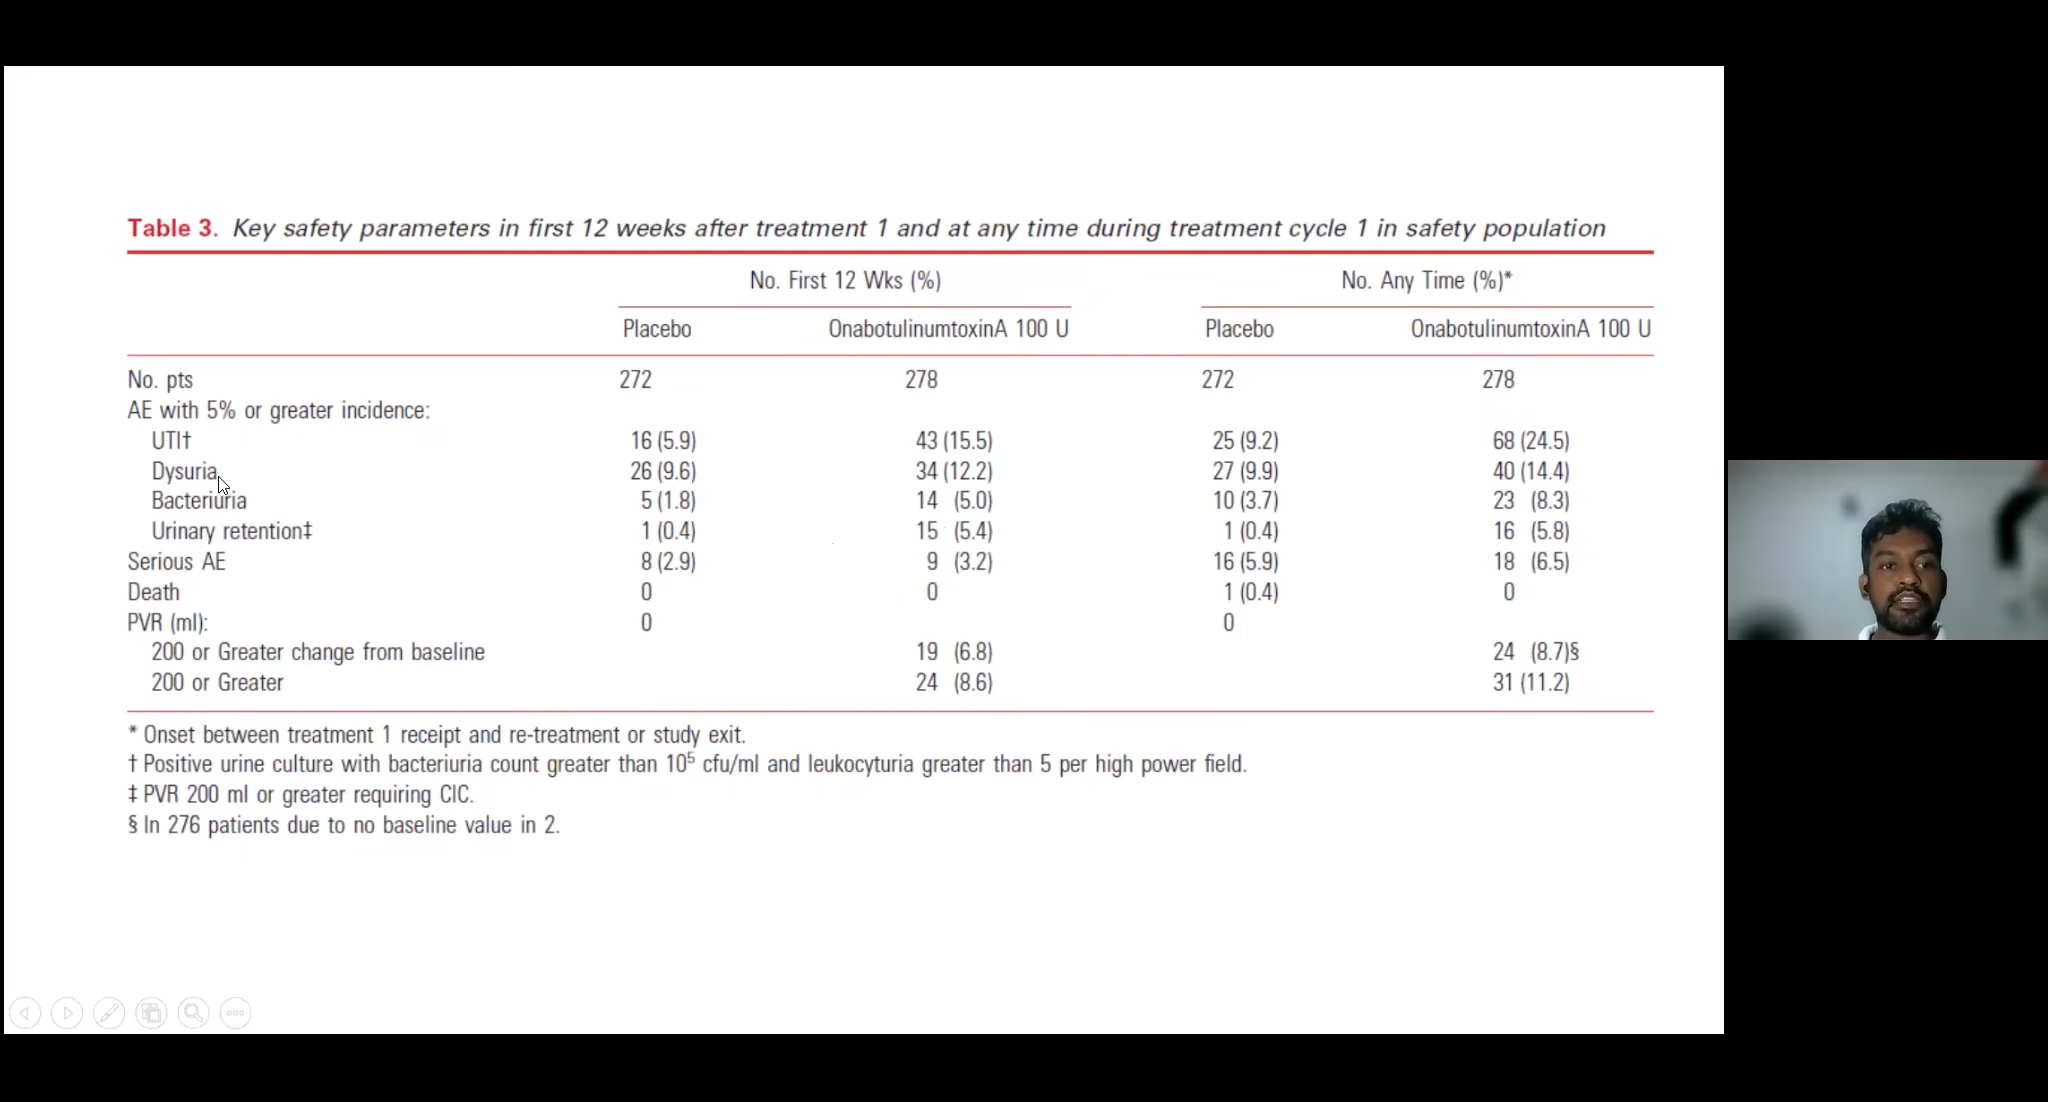 Table 3. Key safety parameters in first 12 weeks after treatment 1 and at any time during treatment cycle 1 in safety population
No. First 12 Wks (%) No. Any Time (%)*
Placebo OnabotulinumtoxinA 100 U Placebo OnabotulinumtoxinA 100 U
No. pts 272 278 272 278
AE with 5% or greater incidence:
UTI† 16 (5.9) 43 (15.5) 25 (9.2) 68 (24.5)
Dysuria 26 (9.6) 34 (12.2) 27 (9.9) 40 (14.4)
Bacteriuria 5 (1.8) 14 (5.0) 10 (3.7) 23 (8.3)
Urinary retention‡ 1 (0.4) 15 (5.4) 1 (0.4) 16 (5.8)
Serious AE 8 (2.9) 9 (3.2) 16 (5.9) 18 (6.5)
Death 0 0 1 (0.4) 0
PVR (ml): 0 0
200 or Greater change from baseline 19 (6.8) 24 (8.7)§
200 or Greater 24 (8.6) 31 (11.2)
* Onset between treatment 1 receipt and re-treatment or study exit.
† Positive urine culture with bacteriuria count greater than 10⁵ cfu/ml and leukocyturia greater than 5 per high power field.
‡ PVR 200 ml or greater requiring CIC.
§ In 276 patients due to no baseline value in 2.